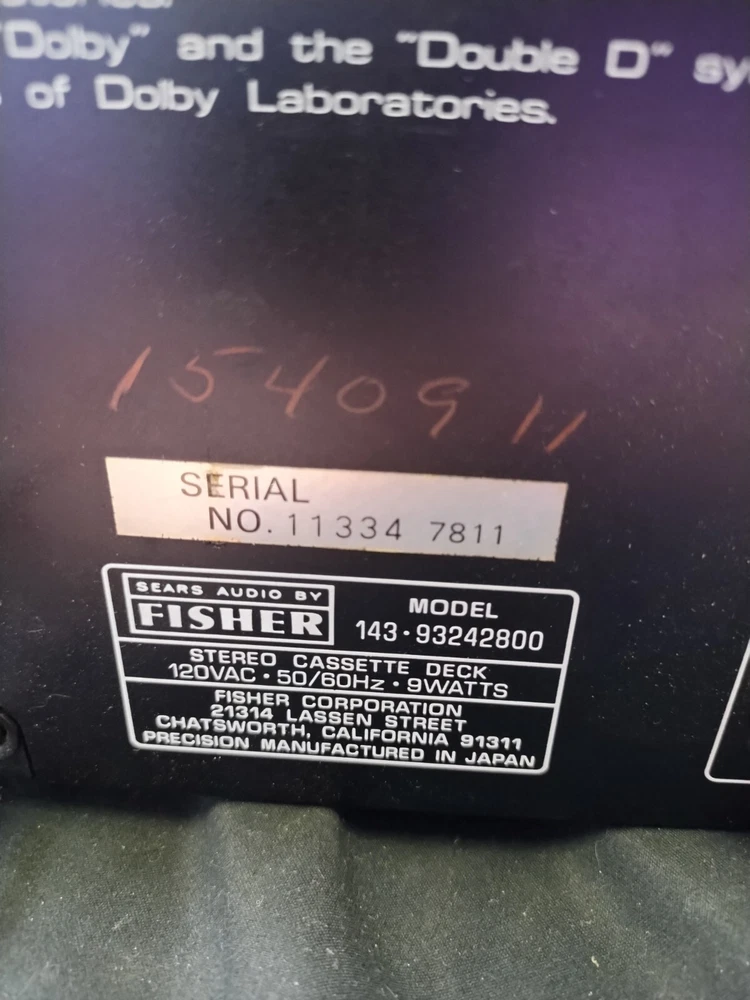 "Dolby" and the "Double D"
of Dolby Laboratories.
1540911
SERIAL
NO. 11334 7811
SEARS AUDIO BY
FISHER
MODEL
143·93242800
STEREO CASSETTE DECK
120VAC·50/60Hz·9WATTS
FISHER CORPORATION
21314 LASSEN STREET
CHATSWORTH, CALIFORNIA 91311
PRECISION MANUFACTURED IN JAPAN